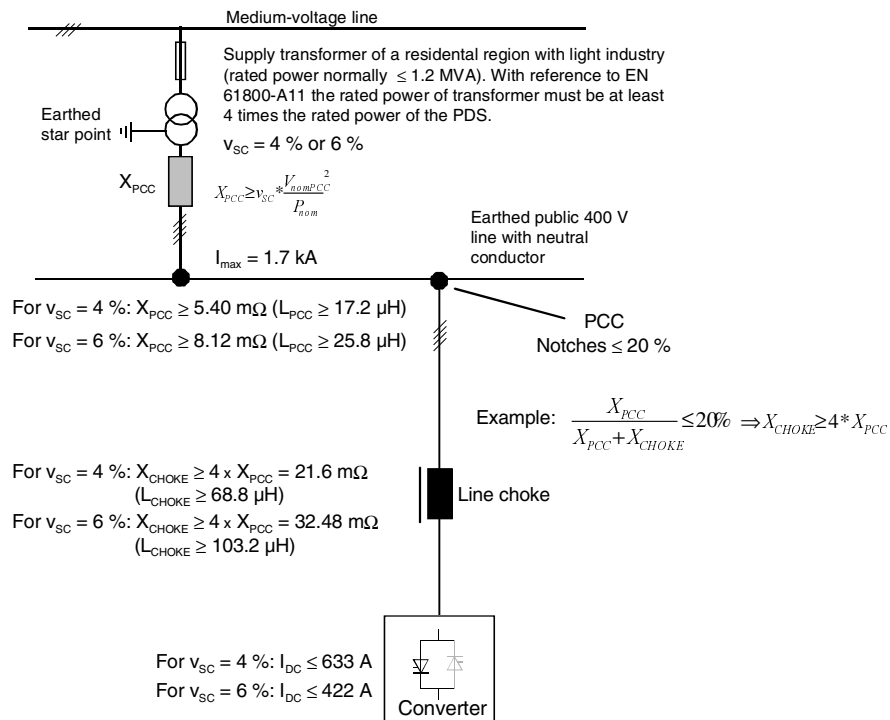 Medium-voltage line
Supply transformer of a residental region with light industry
(rated power normally ≤ 1.2 MVA). With reference to EN
61800-A11 the rated power of transformer must be at least
4 times the rated power of the PDS.
Earthed
star point
v_SC = 4 % or 6 %
X_PCC
X_PCC ≥ v_SC * V_nomPCC² / P_nom
Earthed public 400 V
line with neutral
conductor
I_max = 1.7 kA
For v_SC = 4 %: X_PCC ≥ 5.40 mΩ (L_PCC ≥ 17.2 µH)
For v_SC = 6 %: X_PCC ≥ 8.12 mΩ (L_PCC ≥ 25.8 µH)
PCC
Notches ≤ 20 %
Example: X_PCC / (X_PCC + X_CHOKE) ≤ 20% ⇒ X_CHOKE ≥ 4 * X_PCC
For v_SC = 4 %: X_CHOKE ≥ 4 x X_PCC = 21.6 mΩ
(L_CHOKE ≥ 68.8 µH)
For v_SC = 6 %: X_CHOKE ≥ 4 x X_PCC = 32.48 mΩ
(L_CHOKE ≥ 103.2 µH)
Line choke
For v_SC = 4 %: I_DC ≤ 633 A
For v_SC = 6 %: I_DC ≤ 422 A
Converter